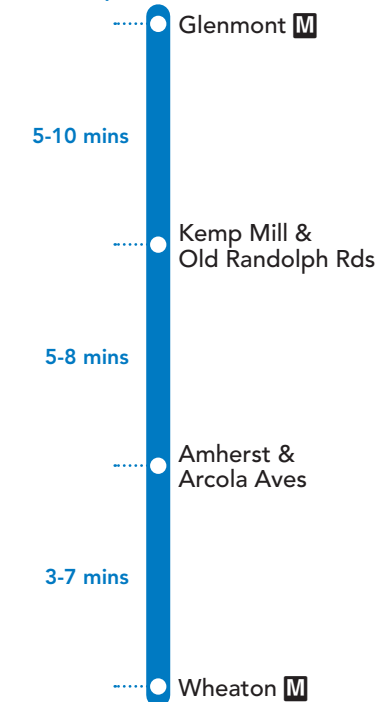 Glenmont M
5-10 mins
Kemp Mill &
Old Randolph Rds
5-8 mins
Amherst &
Arcola Aves
3-7 mins
Wheaton M